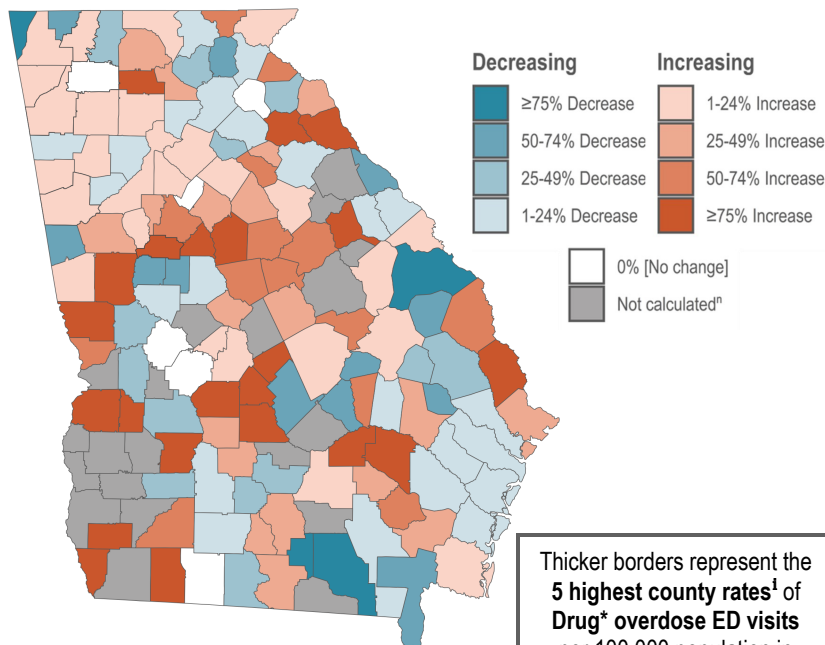 Decreasing
Increasing
≥75% Decrease
1-24% Increase
50-74% Decrease
25-49% Increase
25-49% Decrease
50-74% Increase
1-24% Decrease
≥75% Increase
0% [No change]
Not calculatedⁿ
Thicker borders represent the
5 highest county rates¹ of
Drug* overdose ED visits